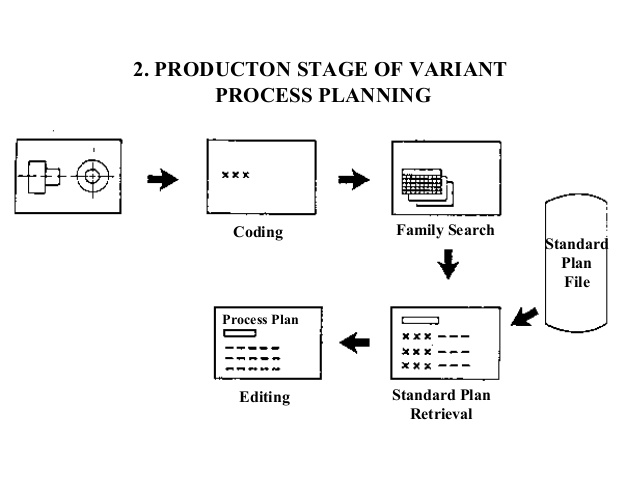 2. PRODUCTON STAGE OF VARIANT
PROCESS PLANNING
x x x
Coding
Family Search
Standard
Plan
File
Process Plan
Editing
x x x
x x x
x x x
Standard Plan
Retrieval